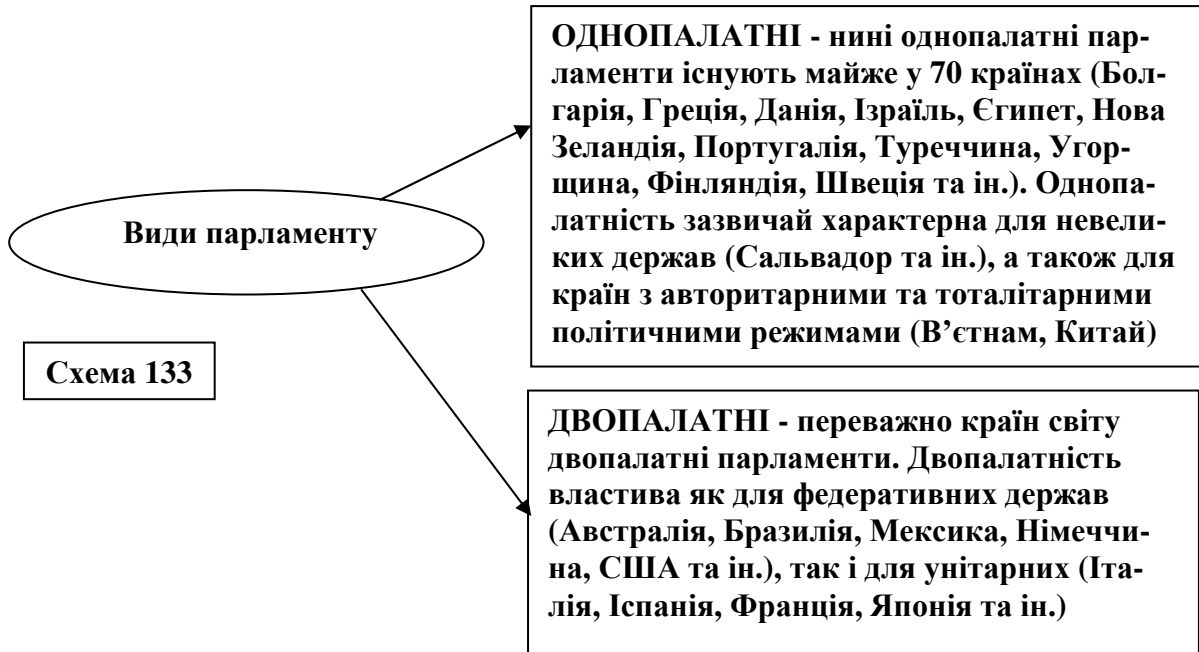 ОДНОПАЛАТНІ - нині однопалатні пар-
ламенти існують майже у 70 країнах (Бол-
гарія, Греція, Данія, Ізраїль, Єгипет, Нова
Зеландія, Португалія, Туреччина, Угор-
щина, Фінляндія, Швеція та ін.). Однопа-
латність зазвичай характерна для невели-
ких держав (Сальвадор та ін.), а також для
країн з авторитарними та тоталітарними
політичними режимами (В’єтнам, Китай)
Види парламенту
Схема 133
ДВОПАЛАТНІ - переважно країн світу
двопалатні парламенти. Двопалатність
властива як для федеративних держав
(Австралія, Бразилія, Мексика, Німеччи-
на, США та ін.), так і для унітарних (Іта-
лія, Іспанія, Франція, Японія та ін.)